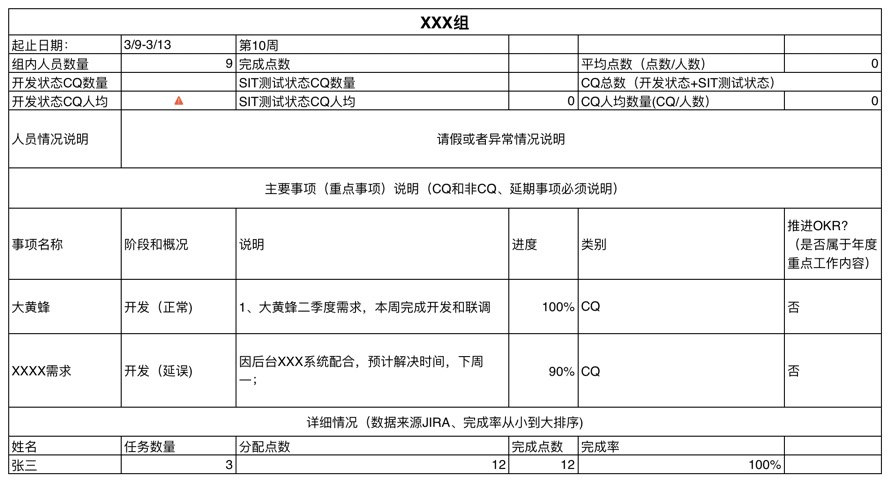 XXX组
起止日期： 3/9-3/13 第10周
组内人员数量 9 完成点数 平均点数（点数/人数） 0
开发状态CQ数量 SIT测试状态CQ数量 CQ总数（开发状态+SIT测试状态）
开发状态CQ人均 SIT测试状态CQ人均 0 CQ人均数量(CQ/人数） 0
人员情况说明 请假或者异常情况说明
主要事项（重点事项）说明（CQ和非CQ、延期事项必须说明）
事项名称 阶段和概况 说明 进度 类别 推进OKR?
（是否属于年度
重点工作内容）
大黄蜂 开发（正常) 1、大黄蜂二季度需求，本周完成开发和联调 100% CQ 否
XXXX需求 开发（延误) 因后台XXX系统配合，预计解决时间，下周
一； 90% CQ 否
详细情况（数据来源JIRA、完成率从小到大排序)
姓名 任务数量 分配点数 完成点数 完成率
张三 3 12 12 100%